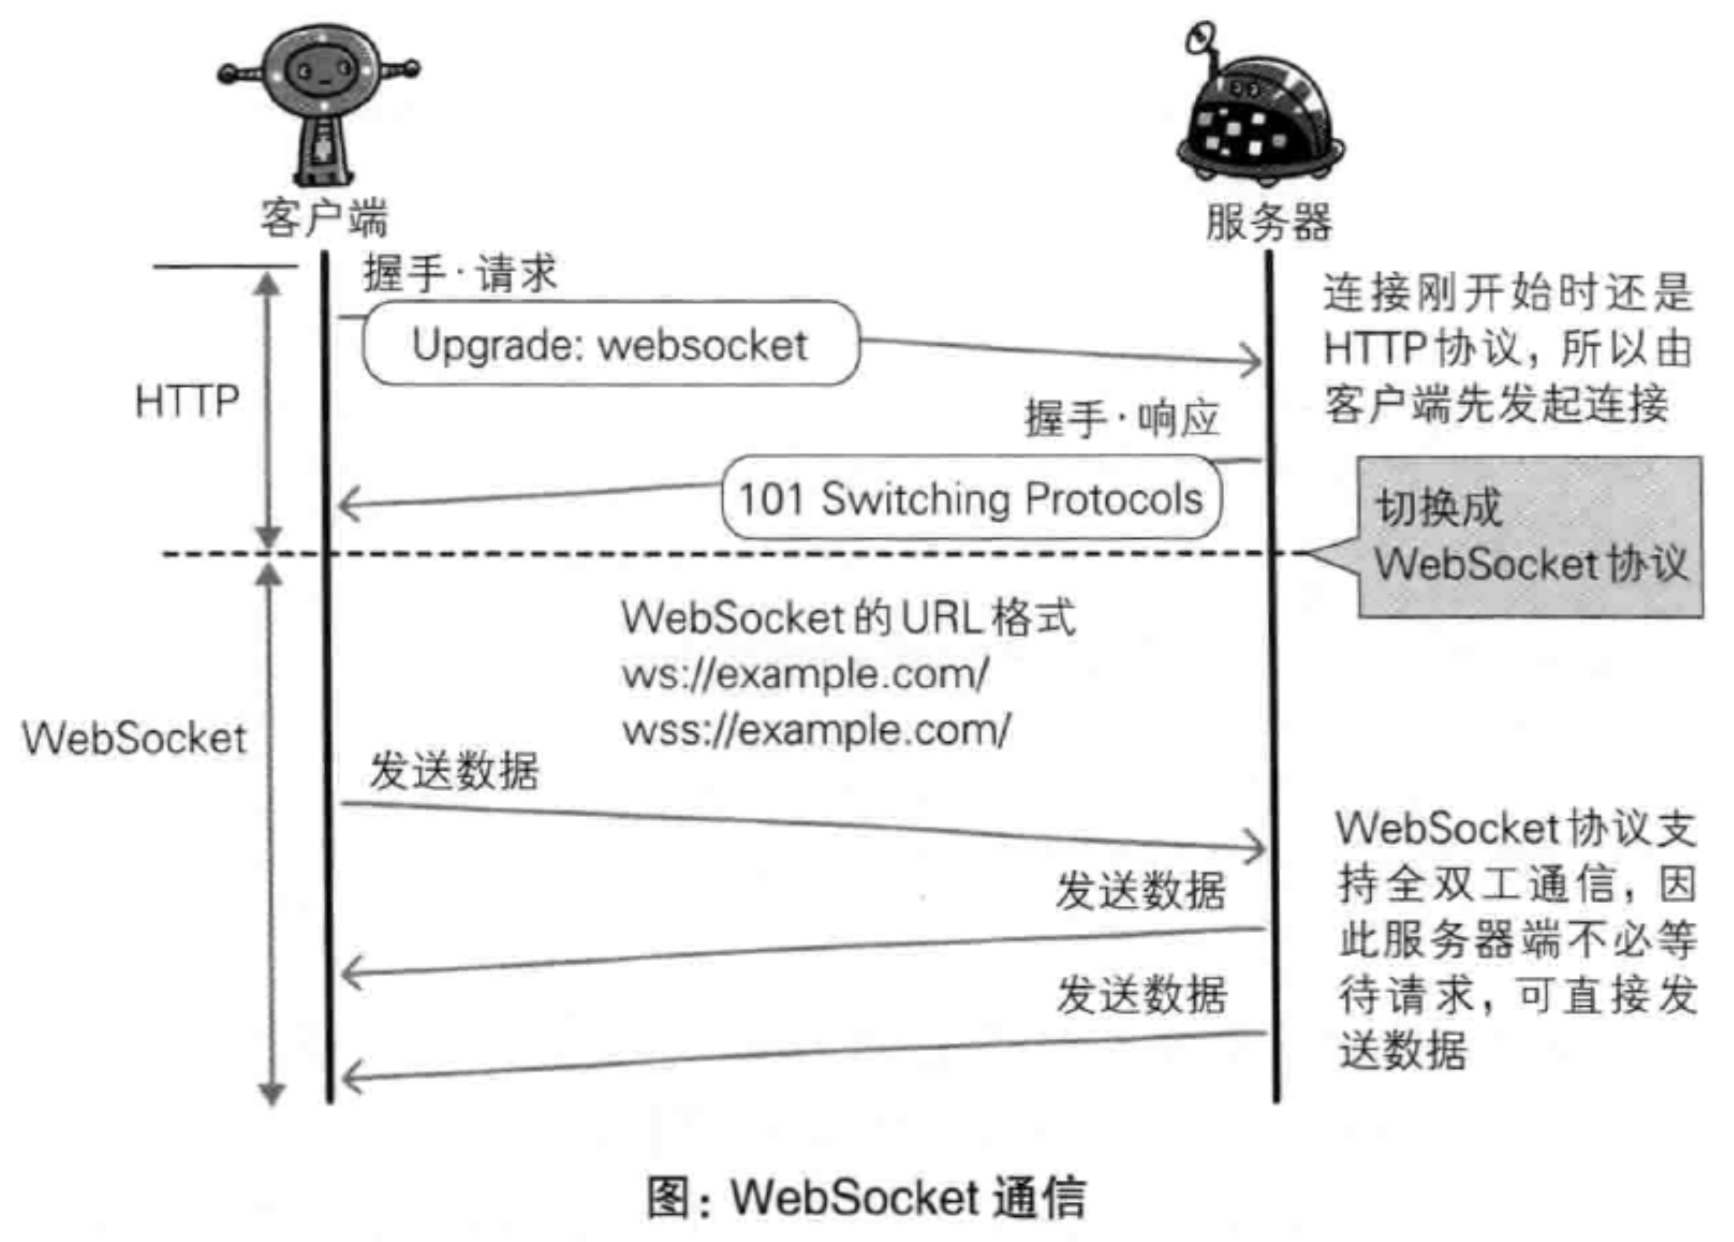 客户端
服务器
握手·请求
Upgrade: websocket
连接刚开始时还是
HTTP协议，所以由
客户端先发起连接
HTTP
握手·响应
101 Switching Protocols
切换成
WebSocket协议
WebSocket的URL格式
ws://example.com/
wss://example.com/
WebSocket
发送数据
发送数据
发送数据
WebSocket协议支
持全双工通信，因
此服务器端不必等
待请求，可直接发
送数据
图：WebSocket 通信